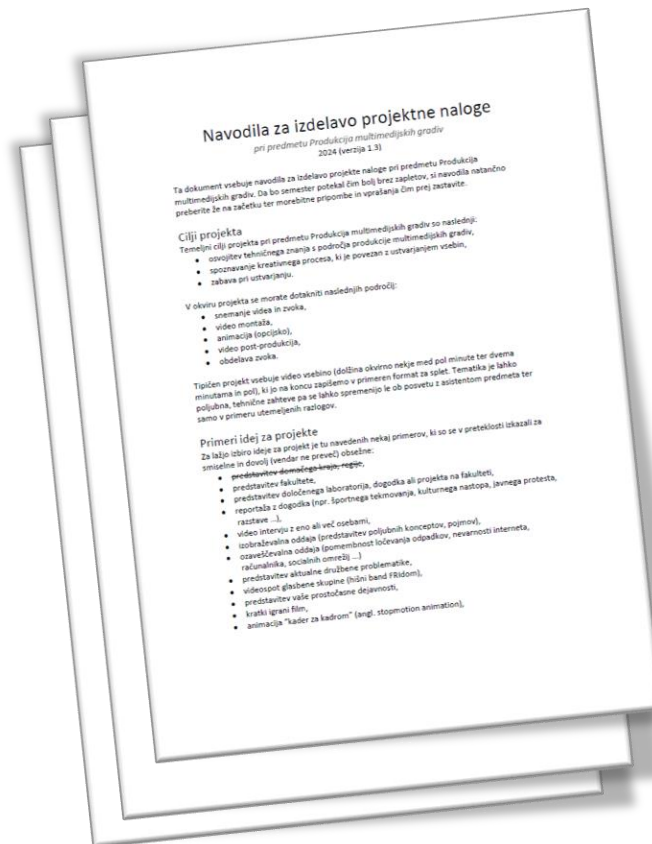 Navodila za izdelavo projektne naloge
pri predmetu Produkcija multimedijskih gradiv
2024 (verzija 1.3)
Ta dokument vsebuje navodila za izdelavo projekte naloge pri predmetu Produkcija
multimedijskih gradiv. Da bo semester potekal čim bolj brez zapletov, si navodila natančno
preberite že na začetku ter morebitne pripombe in vprašanja čim prej zastavite.
Cilji projekta
Temeljni cilji projekta pri predmetu Produkcija multimedijskih gradiv so naslednji:
• osvojitev tehničnega znanja s področja produkcije multimedijskih gradiv,
• spoznavanje kreativnega procesa, ki je povezan z ustvarjanjem vsebin,
• zabava pri ustvarjanju.
V okviru projekta se morate dotakniti naslednjih področij:
• snemanje videa in zvoka,
• video montaža,
• animacija (opcijsko),
• video post-produkcija,
• obdelava zvoka.
Tipičen projekt vsebuje video vsebino (dolžina okvirno nekje med pol minute ter dvema
minutama in pol), ki jo na koncu zapišemo v primeren format za splet. Tematika je lahko
poljubna, tehnične zahteve pa se lahko spremenijo le ob posvetu z asistentom predmeta ter
samo v primeru utemeljenih razlogov.
Primeri idej za projekte
Za lažjo izbiro ideje za projekt je tu navedenih nekaj primerov, ki so se v preteklosti izkazali za
smiselne in dovolj (vendar ne preveč) obsežne:
• predstavitev domačega kraja, regije,
• predstavitev fakultete,
• predstavitev določenega laboratorija, dogodka ali projekta na fakulteti,
• reportaža z dogodka (npr. športnega tekmovanja, kulturnega nastopa, javnega protesta,
razstave ...),
• video intervju z eno ali več osebami,
• izobraževalna oddaja (predstavitev poljubnih konceptov, pojmov),
• ozaveščevalna oddaja (pomembnost ločevanja odpadkov, nevarnosti interneta,
računalnika, socialnih omrežij ...)
• predstavitev aktualne družbene problematike,
• videospot glasbene skupine (hišni band FRIdom),
• predstavitev vaše prostočasne dejavnosti,
• kratki igrani film,
• animacija "kader za kadrom" (angl. stopmotion animation),